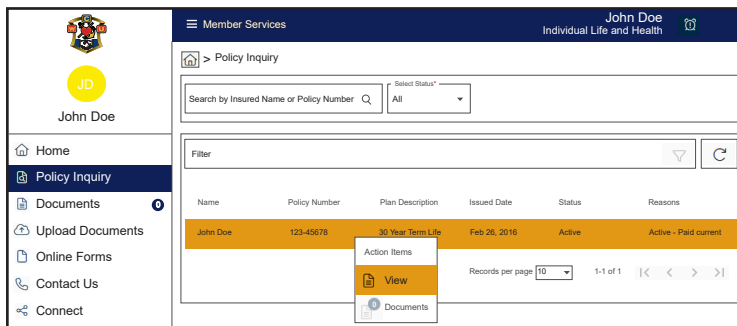 Member Services
John Doe
Individual Life and Health
JD
John Doe
Home
Policy Inquiry
Documents 0
Upload Documents
Online Forms
Contact Us
Connect
> Policy Inquiry
Search by Insured Name or Policy Number
Select Status*
All
Filter
Name Policy Number Plan Description Issued Date Status Reasons
John Doe 123-45678 30 Year Term Life Feb 26, 2016 Active Active - Paid current
Action Items
View
0 Documents
Records per page 10 1-1 of 1 |< < > >|